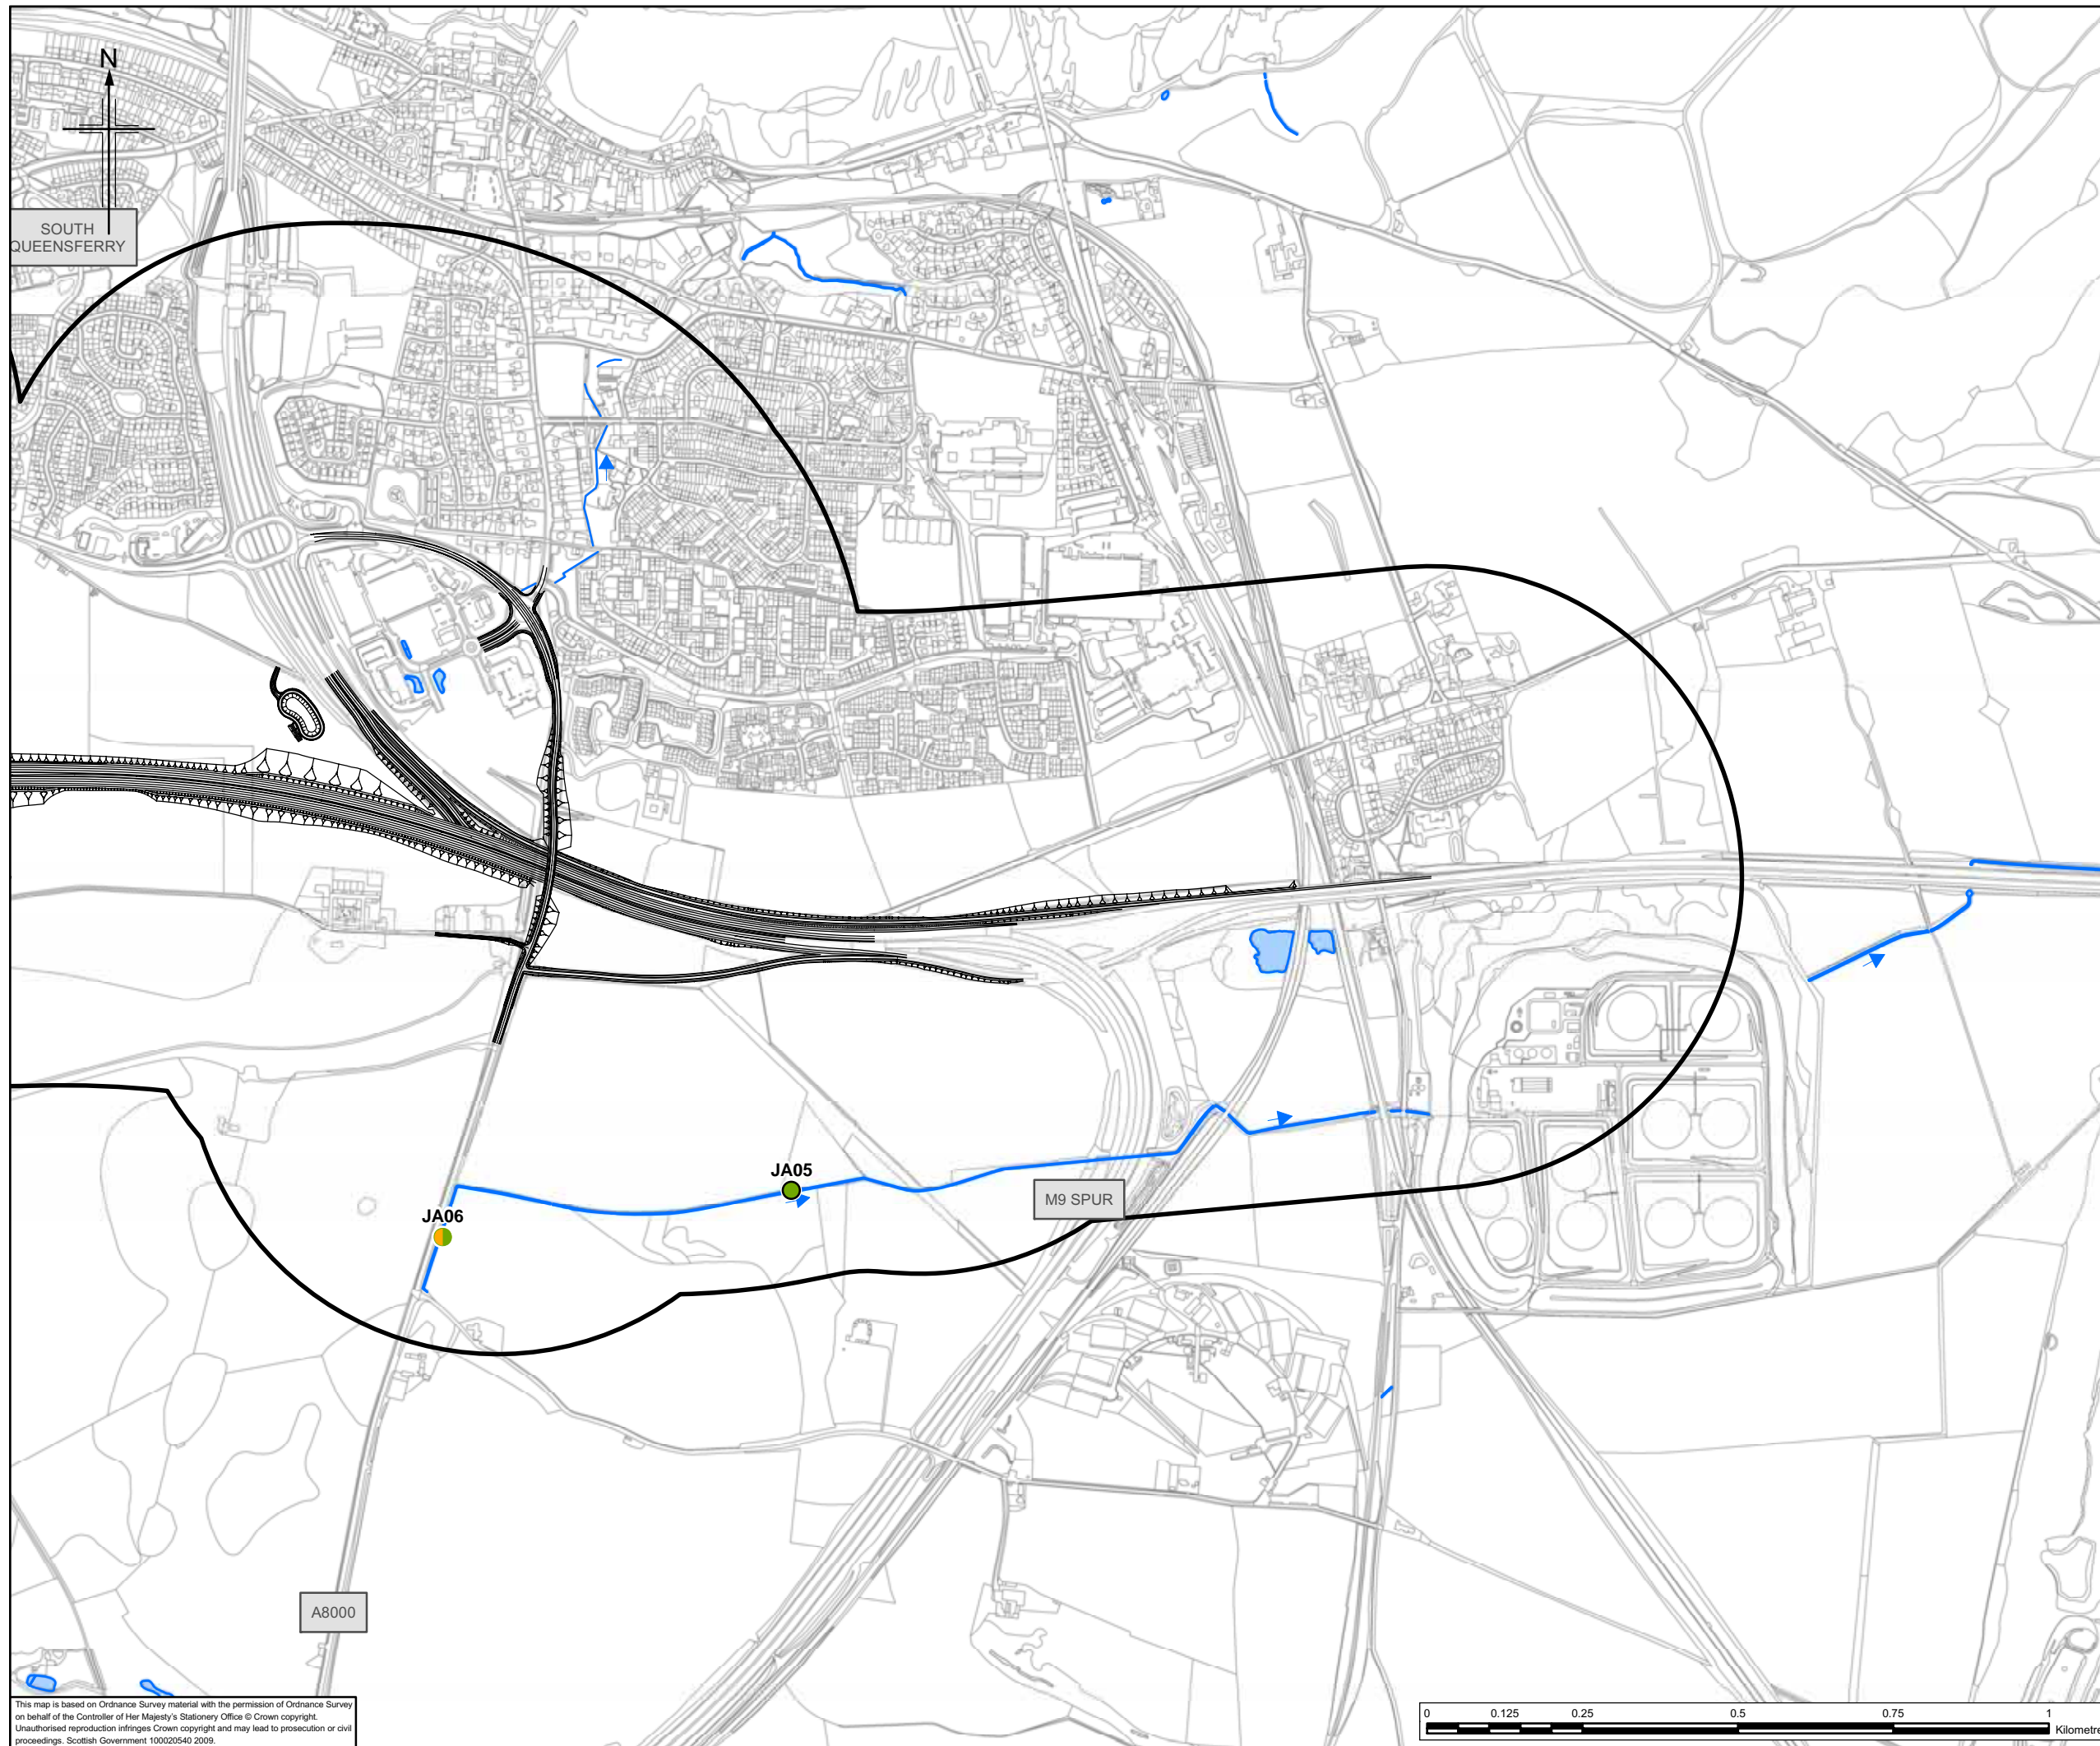 N
SOUTH
QUEENSFERRY
JA05
M9 SPUR
JA06
A8000
This map is based on Ordnance Survey material with the permission of Ordnance Survey
on behalf of the Controller of Her Majesty's Stationery Office © Crown copyright.
Unauthorised reproduction infringes Crown copyright and may lead to prosecution or civil
proceedings. Scottish Government 100020540 2009.
0 0.125 0.25 0.5 0.75 1
Kilometre